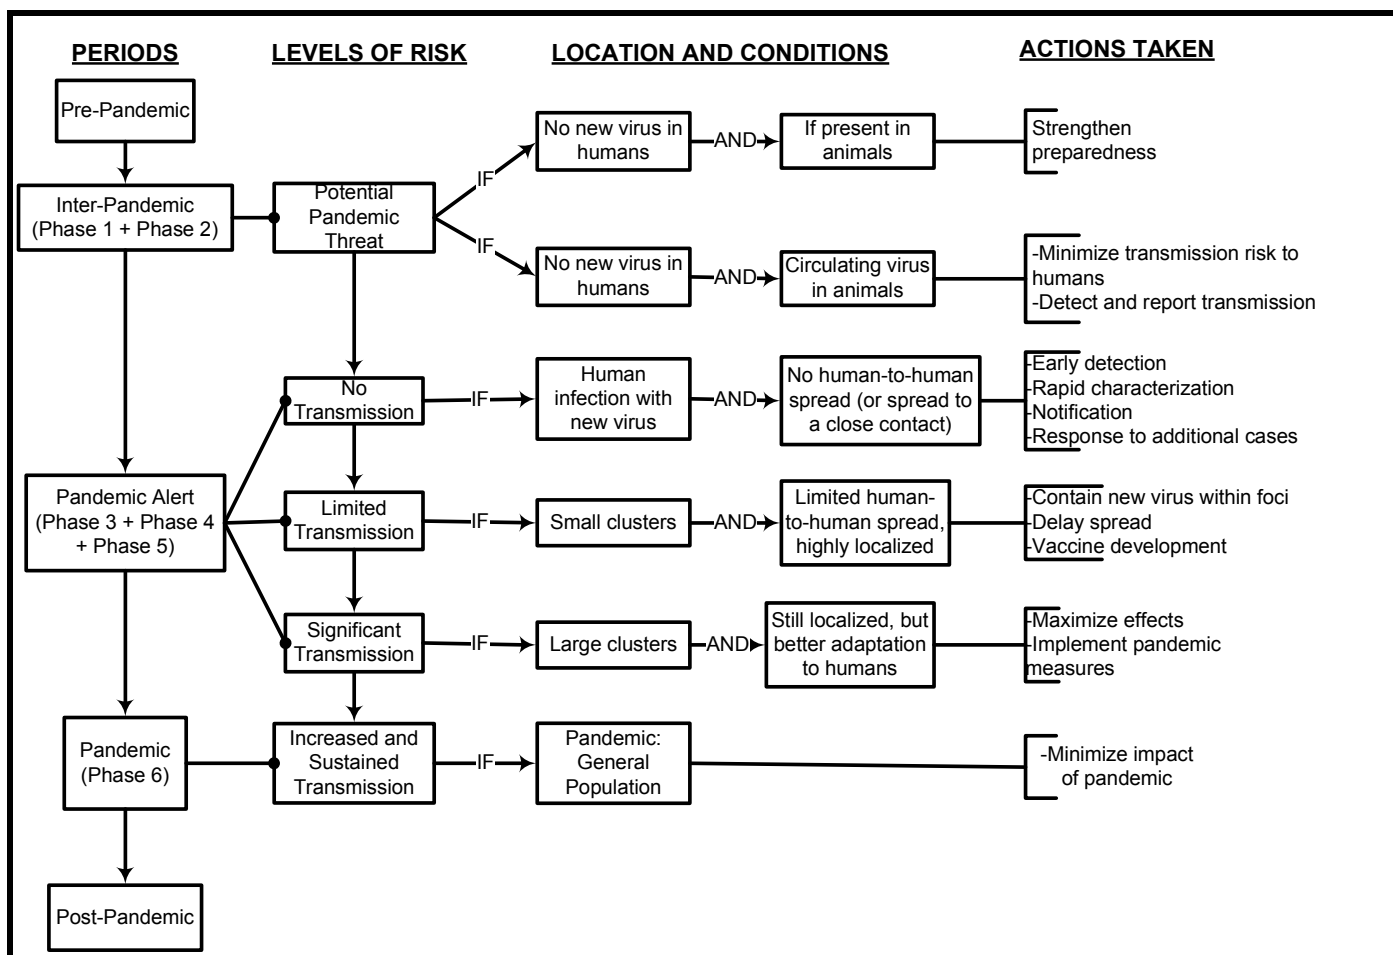 PERIODS
LEVELS OF RISK
LOCATION AND CONDITIONS
ACTIONS TAKEN
Pre-Pandemic
Inter-Pandemic
(Phase 1 + Phase 2)
Potential
Pandemic
Threat
IF
No new virus in
humans
AND
If present in
animals
Strengthen
preparedness
IF
No new virus in
humans
AND
Circulating virus
in animals
-Minimize transmission risk to
humans
-Detect and report transmission
No
Transmission
IF
Human
infection with
new virus
AND
No human-to-human
spread (or spread to
a close contact)
-Early detection
-Rapid characterization
-Notification
-Response to additional cases
Pandemic Alert
(Phase 3 + Phase 4
+ Phase 5)
Limited
Transmission
IF
Small clusters
AND
Limited human-
to-human spread,
highly localized
-Contain new virus within foci
-Delay spread
-Vaccine development
Significant
Transmission
IF
Large clusters
AND
Still localized, but
better adaptation
to humans
-Maximize effects
-Implement pandemic
measures
Pandemic
(Phase 6)
Increased and
Sustained
Transmission
IF
Pandemic:
General
Population
-Minimize impact
of pandemic
Post-Pandemic